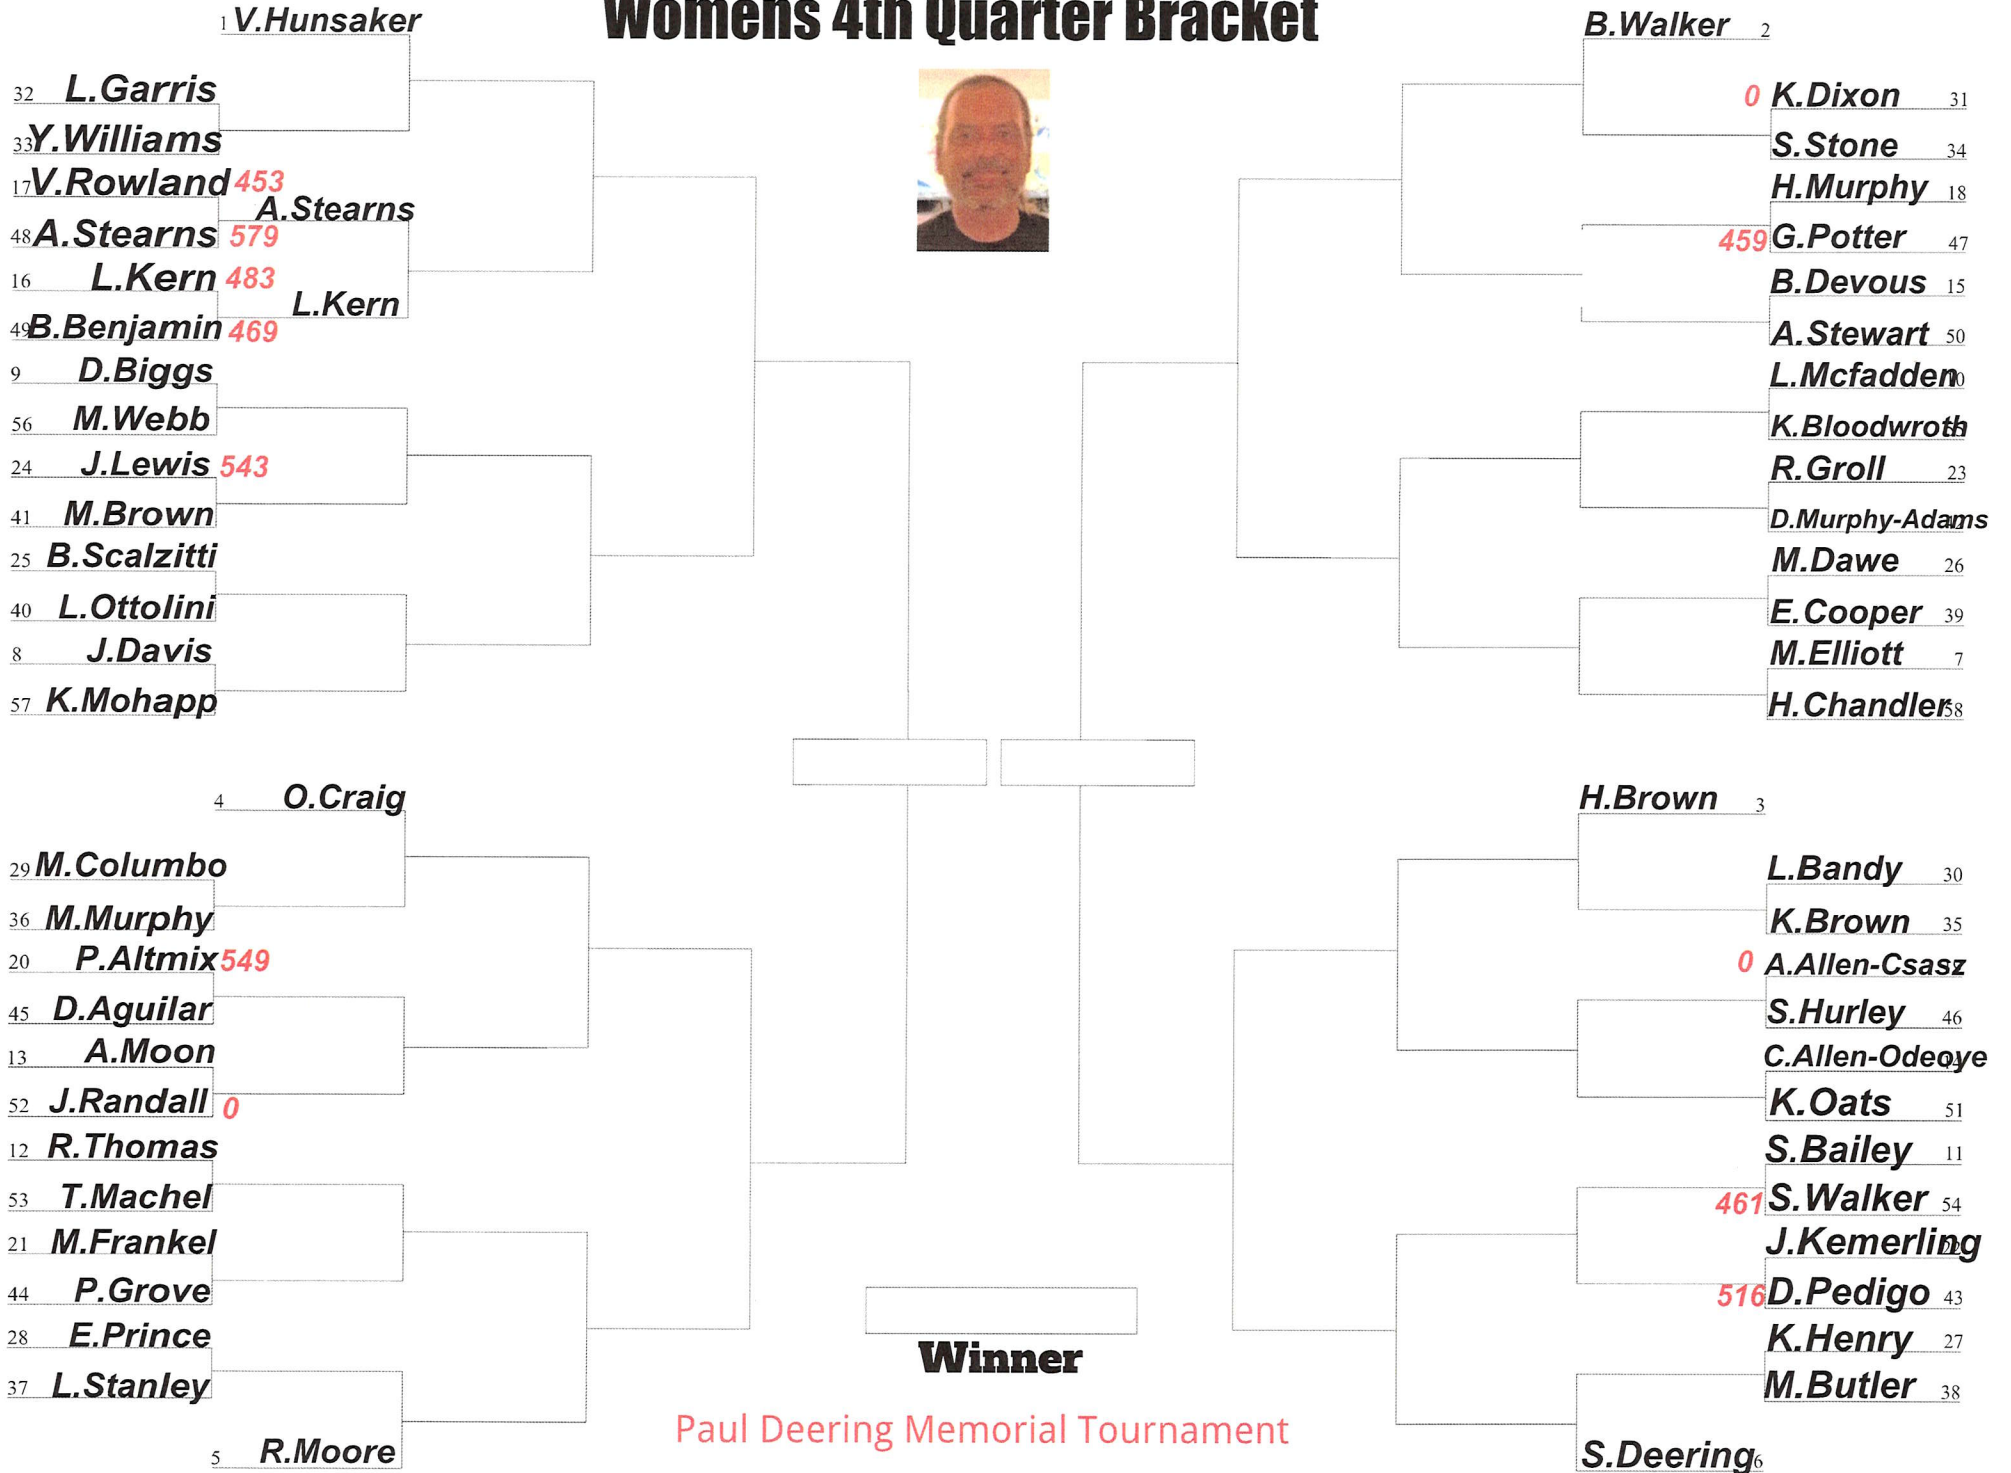 Womens 4th Quarter Bracket
1 V.Hunsaker
32 L.Garris
33 Y.Williams
17 V.Rowland 453
A.Stearns
48 A.Stearns 579
16 L.Kern 483
L.Kern
49 B.Benjamin 469
9 D.Biggs
56 M.Webb
24 J.Lewis 543
41 M.Brown
25 B.Scalzitti
40 L.Ottolini
8 J.Davis
57 K.Mohapp
4 O.Craig
29 M.Columbo
36 M.Murphy
20 P.Altmix 549
45 D.Aguilar
13 A.Moon
52 J.Randall 0
12 R.Thomas
53 T.Machel
21 M.Frankel
44 P.Grove
28 E.Prince
37 L.Stanley
5 R.Moore
B.Walker 2
0 K.Dixon 31
S.Stone 34
H.Murphy 18
459 G.Potter 47
B.Devous 15
A.Stewart 50
L.Mcfadden
K.Bloodwroth
R.Groll 23
D.Murphy-Adams
M.Dawe 26
E.Cooper 39
M.Elliott 7
H.Chandler 58
H.Brown 3
L.Bandy 30
K.Brown 35
0 A.Allen-Csasz
S.Hurley 46
C.Allen-Odeoye
K.Oats 51
S.Bailey 11
461 S.Walker 54
J.Kemerling
516 D.Pedigo 43
K.Henry 27
M.Butler 38
S.Deering 6
Winner
Paul Deering Memorial Tournament